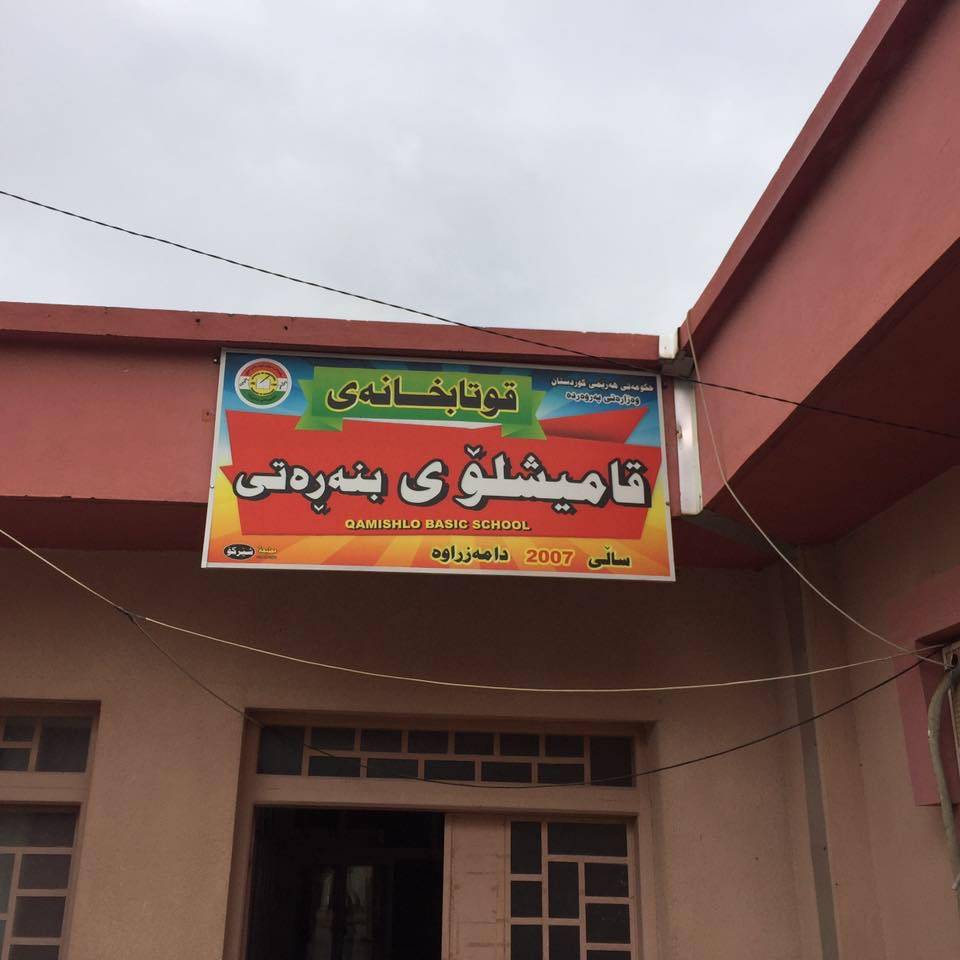 حکومەتی هەرێمی کوردستان
وەزارەتی پەروەردە
قوتابخانەی
قامیشلۆی بنەڕەتی
QAMISHLO BASIC SCHOOL
ساڵی 2007 دامەزراوە